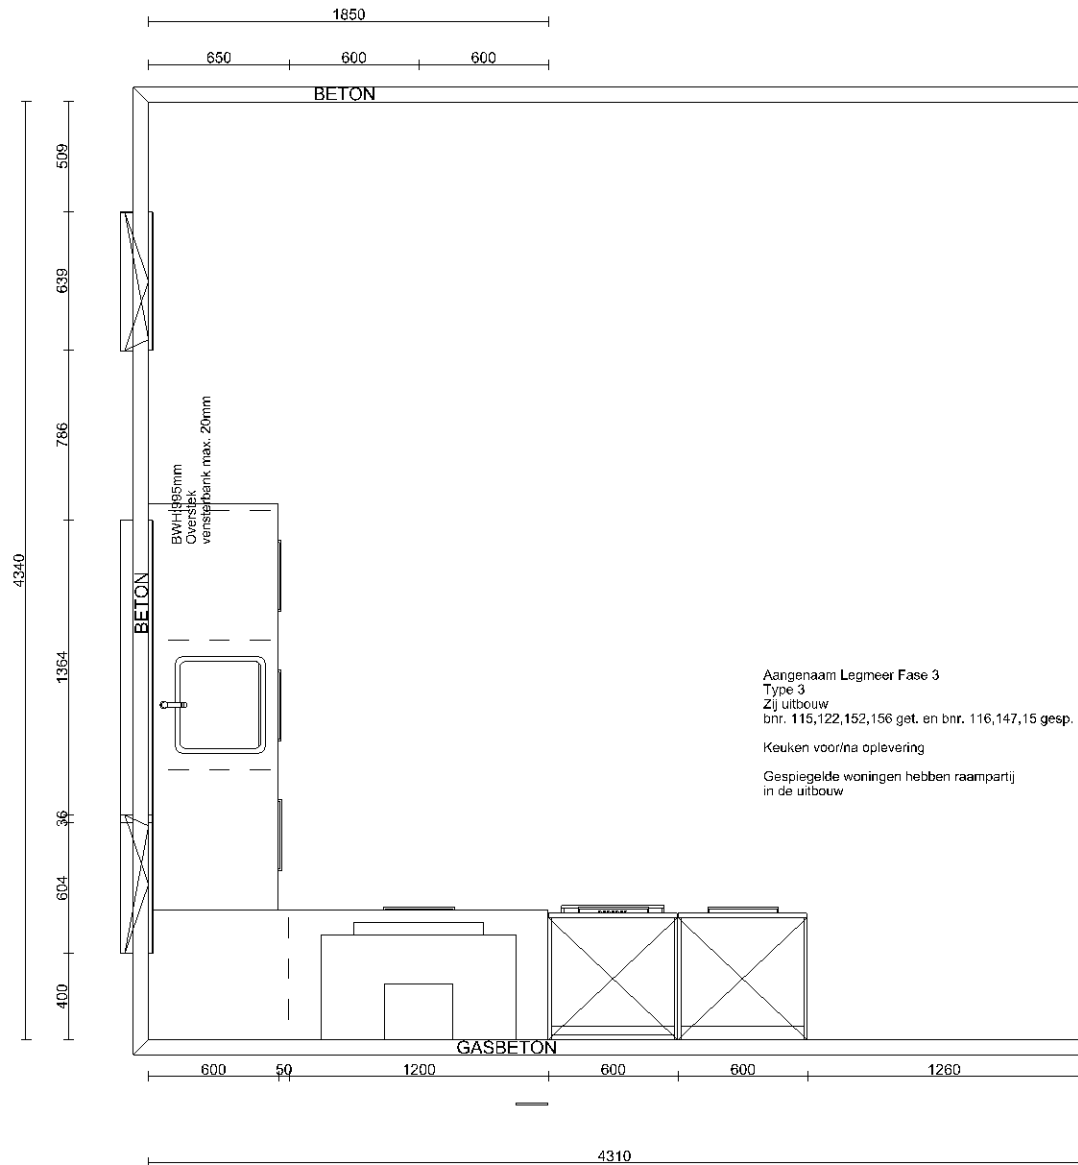 1850
650 600 600
BETON
509
639
786
4340
1364
36
604
400
BWH:995mm
Overstek
vensterbank max. 20mm
BETON
Aangenaam Legmeer Fase 3
Type 3
Zij uitbouw
bnr. 115,122,152,156 get. en bnr. 116,147,15 gesp.
Keuken voor/na oplevering
Gespiegelde woningen hebben raampartij
in de uitbouw
GASBETON
600 50 1200 600 600 1260
4310